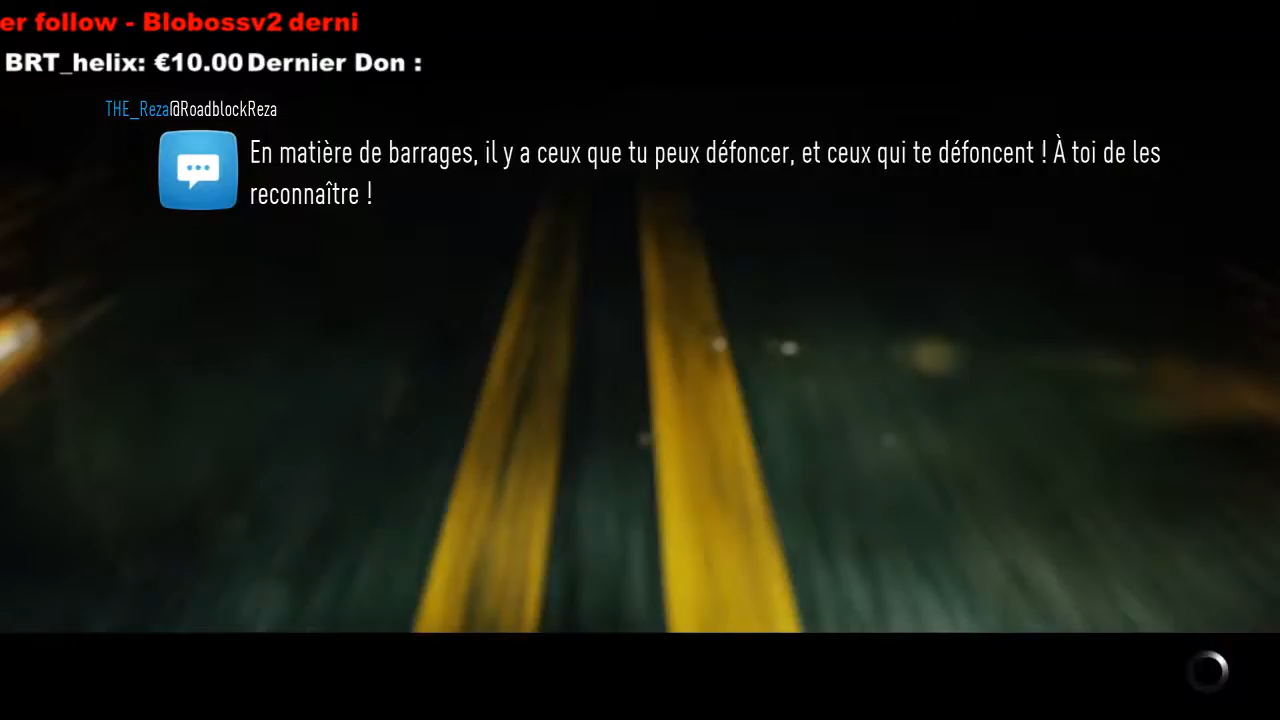 er follow - Blobossv2 derni
BRT_helix: €10.00 Dernier Don :
THE_Reza@RoadblockReza
En matière de barrages, il y a ceux que tu peux défoncer, et ceux qui te défoncent ! À toi de les
reconnaître !